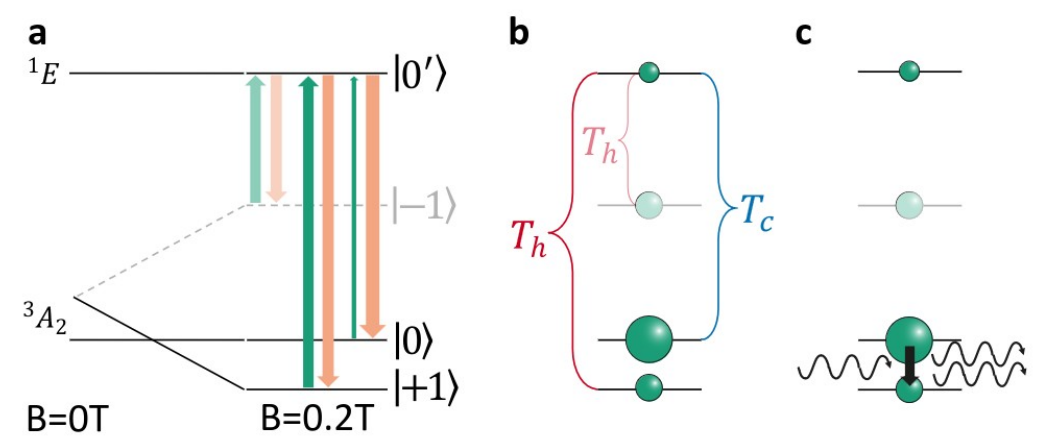 a
b
c
¹E
|0′⟩
T_h
|−1⟩
T_c
T_h
³A₂
|0⟩
|+1⟩
B=0T
B=0.2T